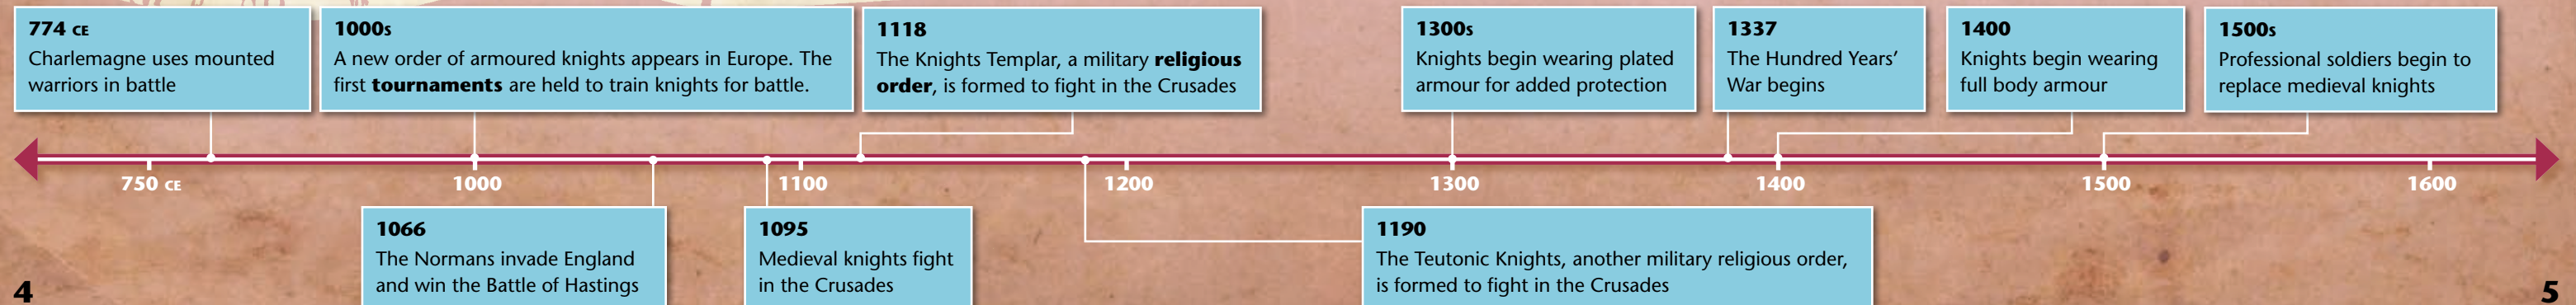 774 CE
Charlemagne uses mounted
warriors in battle
1000s
A new order of armoured knights appears in Europe. The
first tournaments are held to train knights for battle.
1118
The Knights Templar, a military religious
order, is formed to fight in the Crusades
1300s
Knights begin wearing plated
armour for added protection
1337
The Hundred Years’
War begins
1400
Knights begin wearing
full body armour
1500s
Professional soldiers begin to
replace medieval knights
750 CE
1000
1100
1200
1300
1400
1500
1600
1066
The Normans invade England
and win the Battle of Hastings
1095
Medieval knights fight
in the Crusades
1190
The Teutonic Knights, another military religious order,
is formed to fight in the Crusades
4
5